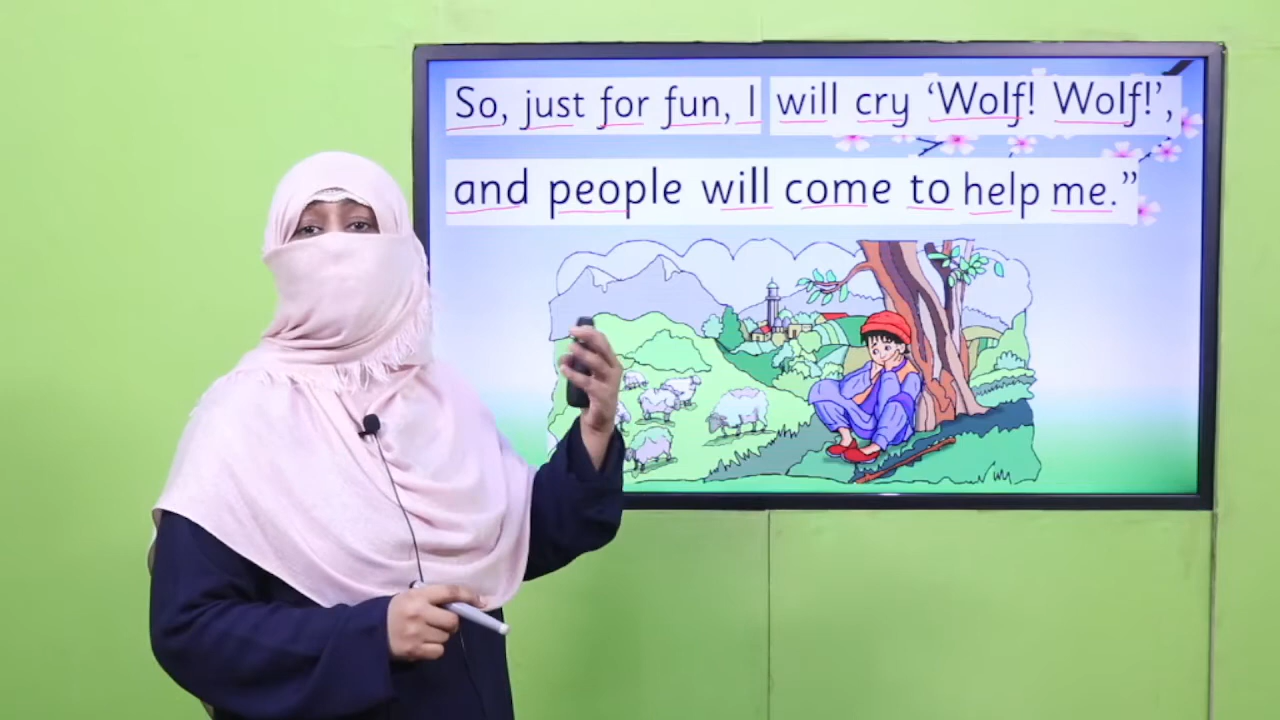 So, just for fun, I will cry ‘Wolf! Wolf!’,
and people will come to help me.”